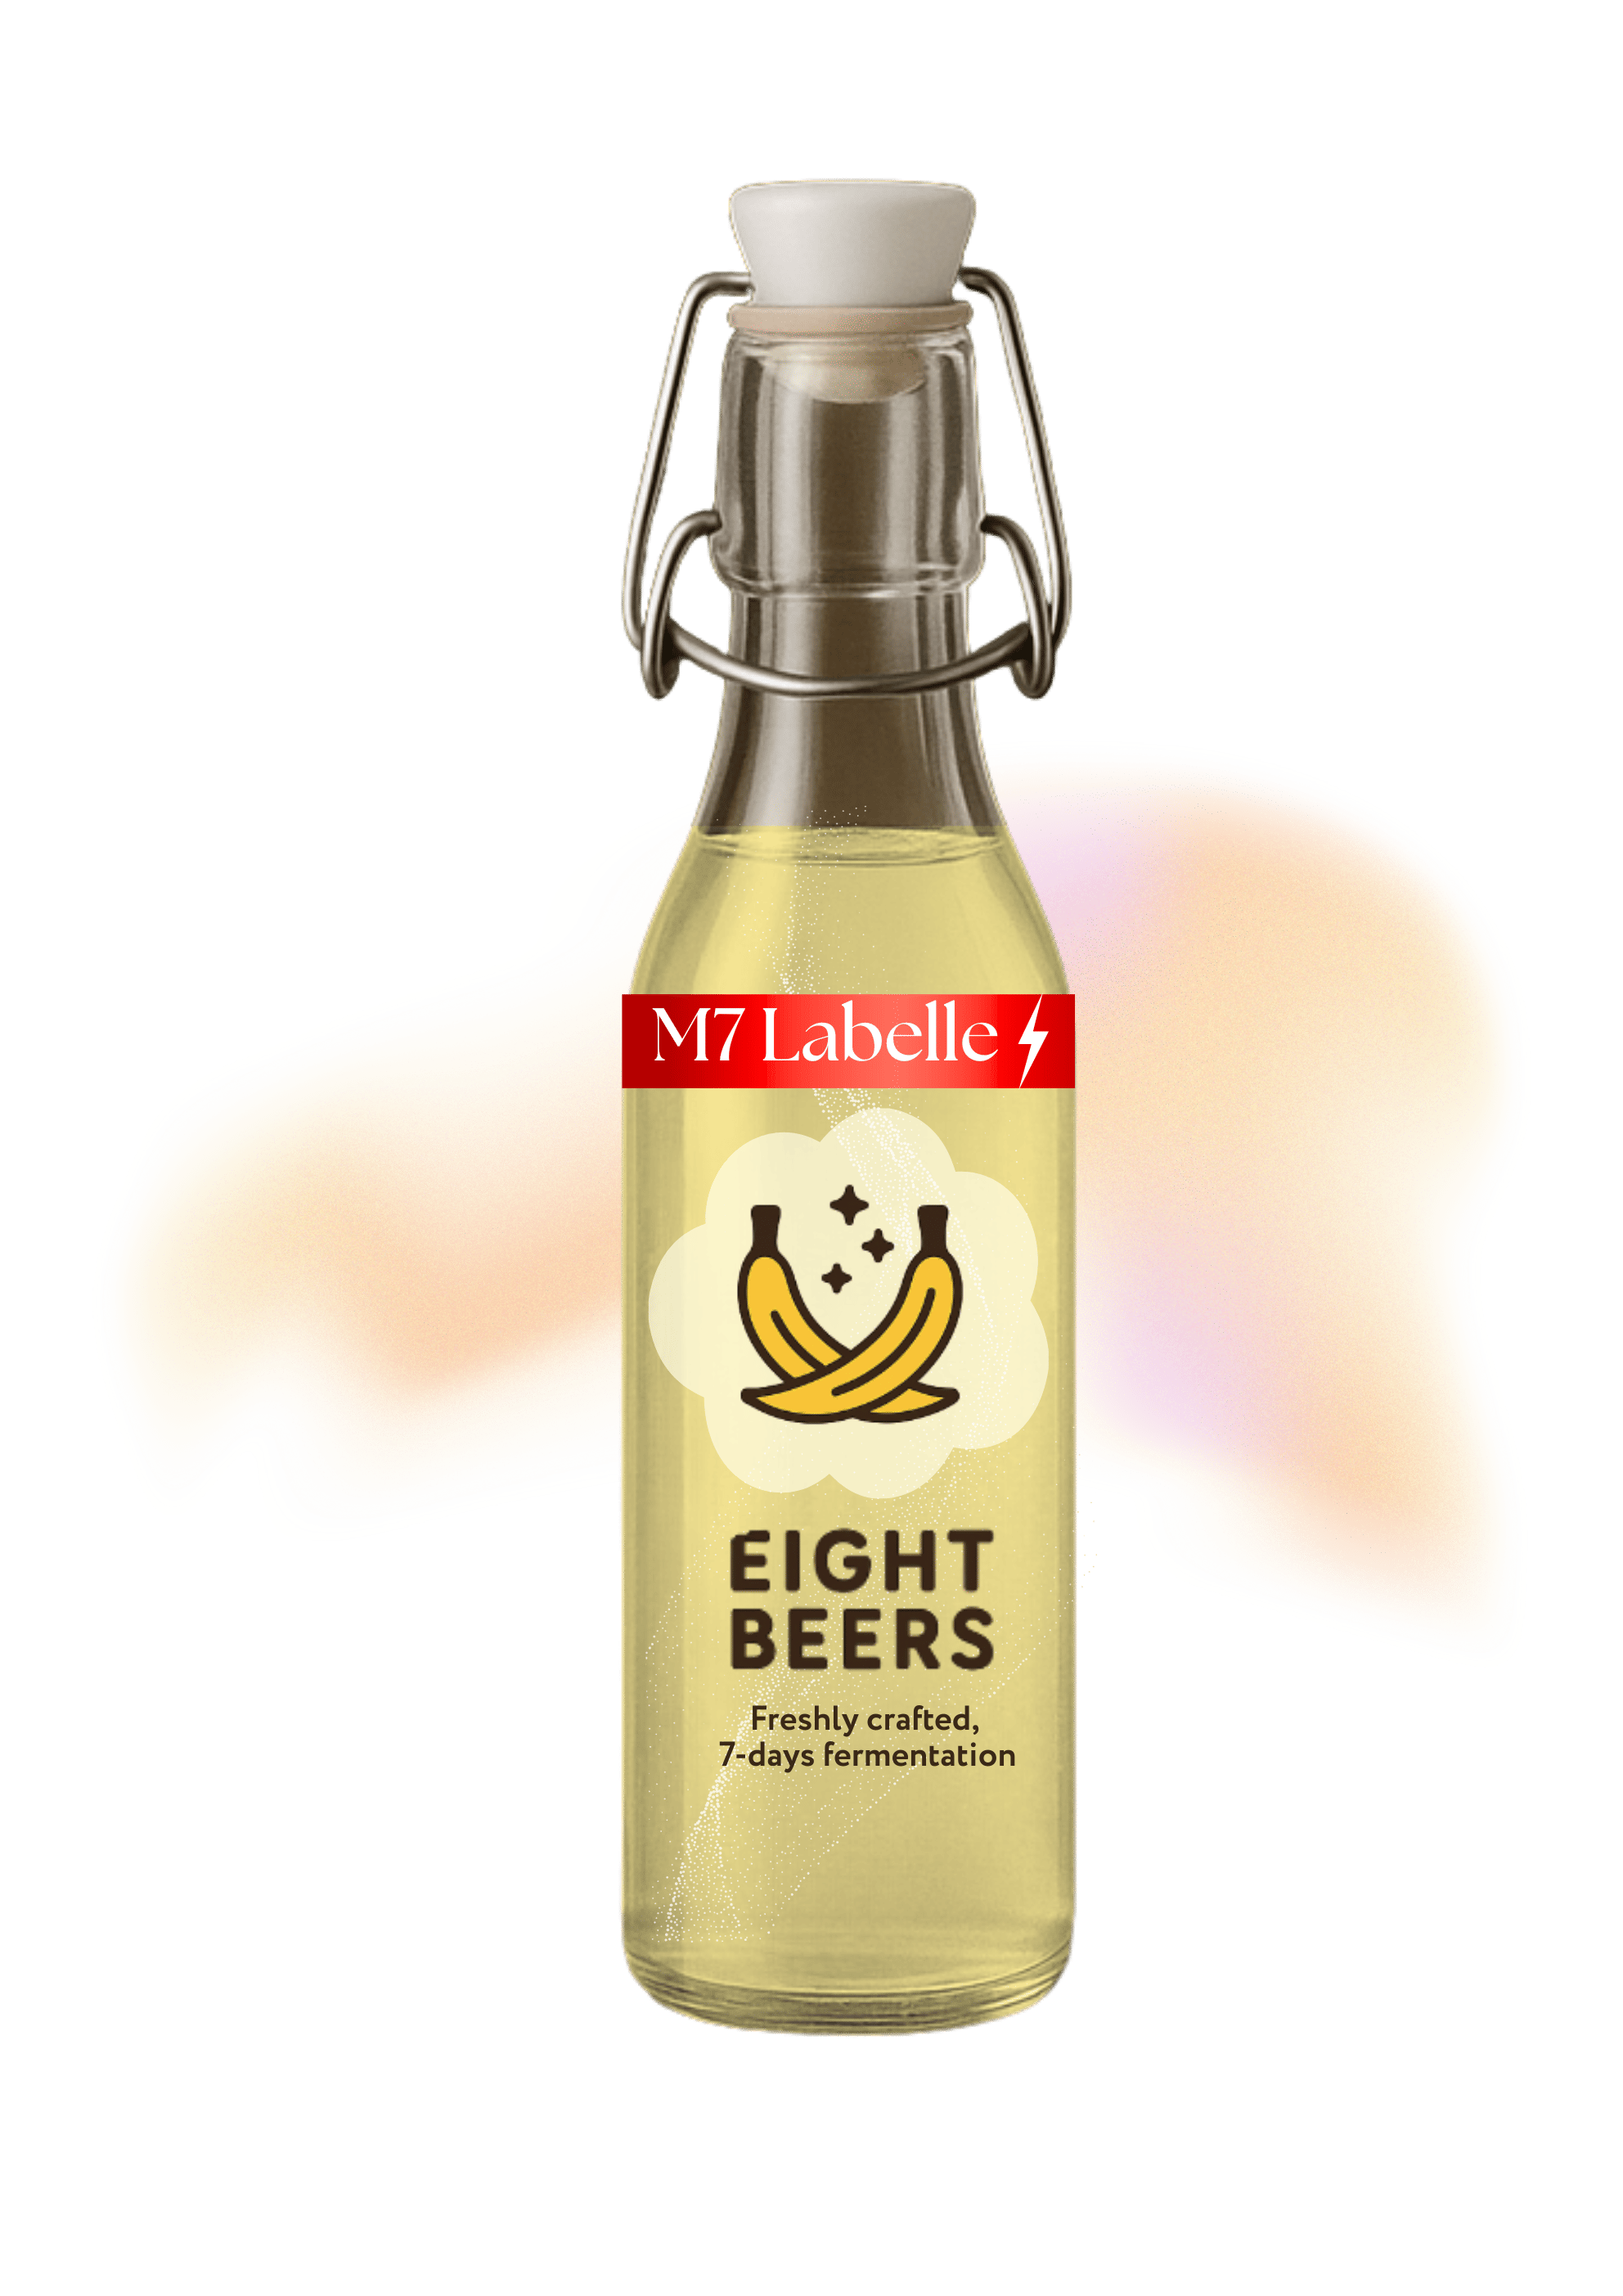 M7 Labelle
EIGHT
BEERS
Freshly crafted,
7-days fermentation